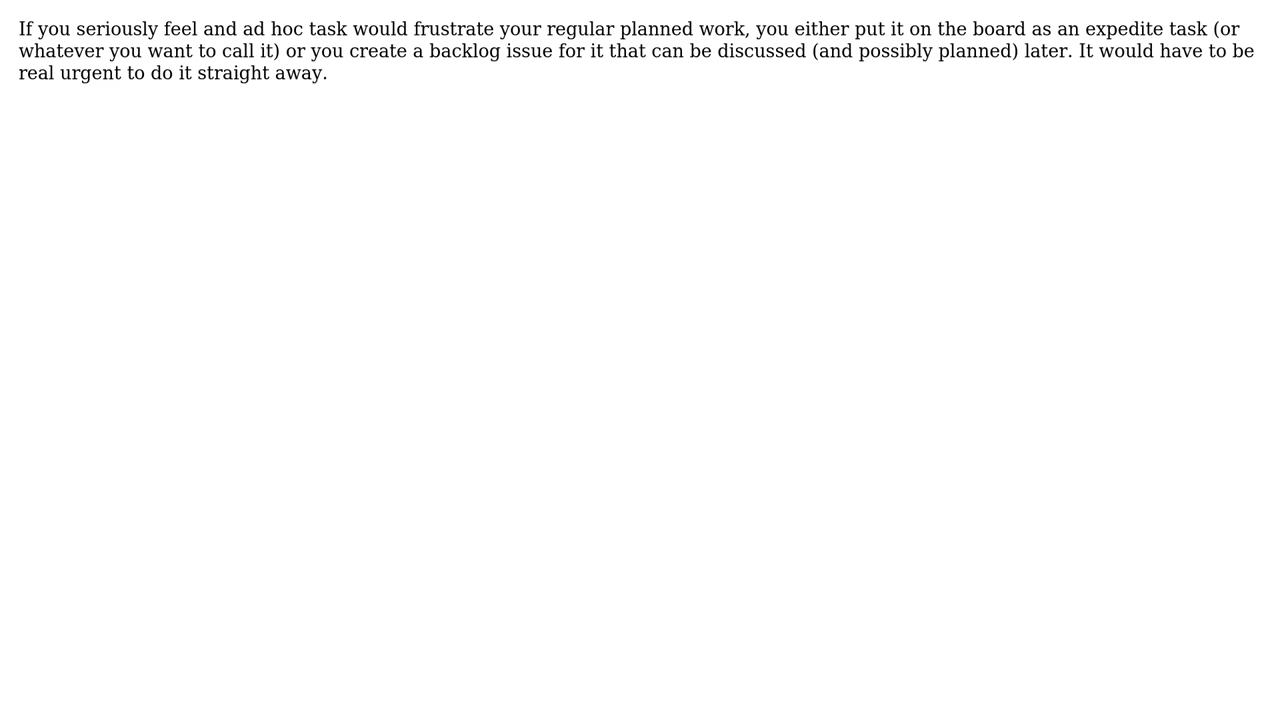 If you seriously feel and ad hoc task would frustrate your regular planned work, you either put it on the board as an expedite task (or
whatever you want to call it) or you create a backlog issue for it that can be discussed (and possibly planned) later. It would have to be
real urgent to do it straight away.